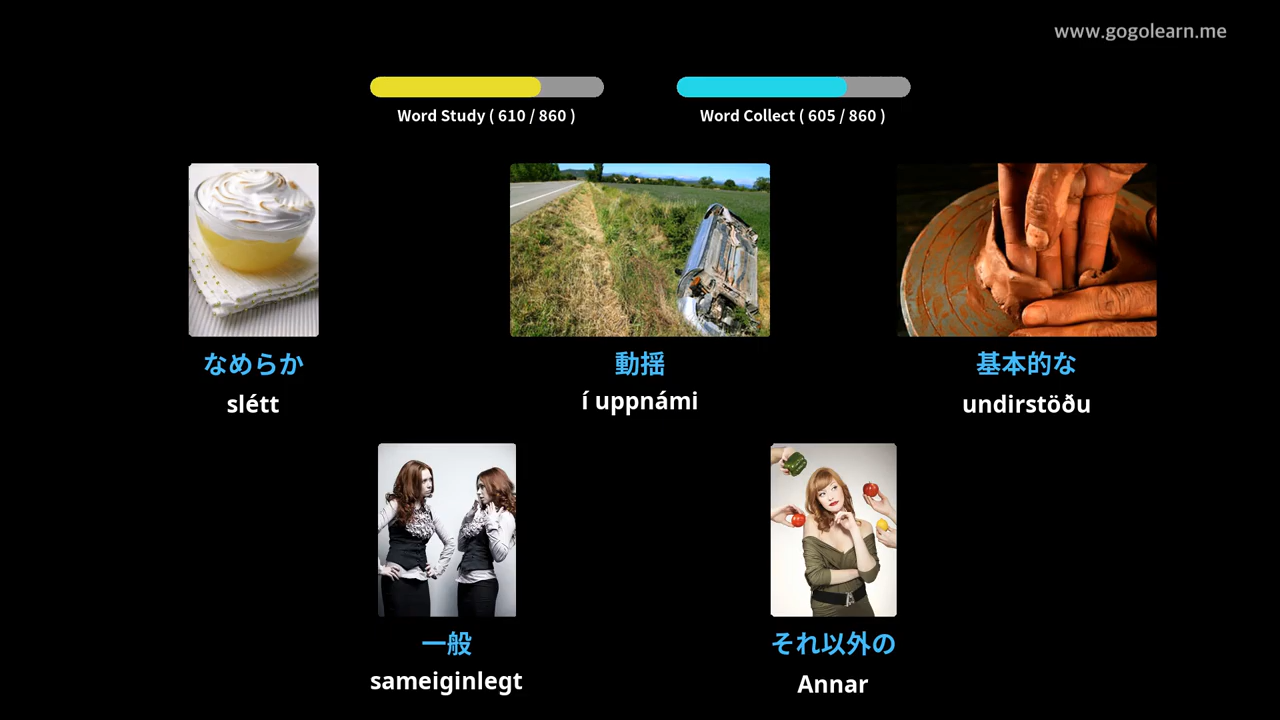 www.gogolearn.me
Word Study ( 610 / 860 )
Word Collect ( 605 / 860 )
なめらか
slétt
動揺
í uppnámi
基本的な
undirstöðu
一般
sameiginlegt
それ以外の
Annar